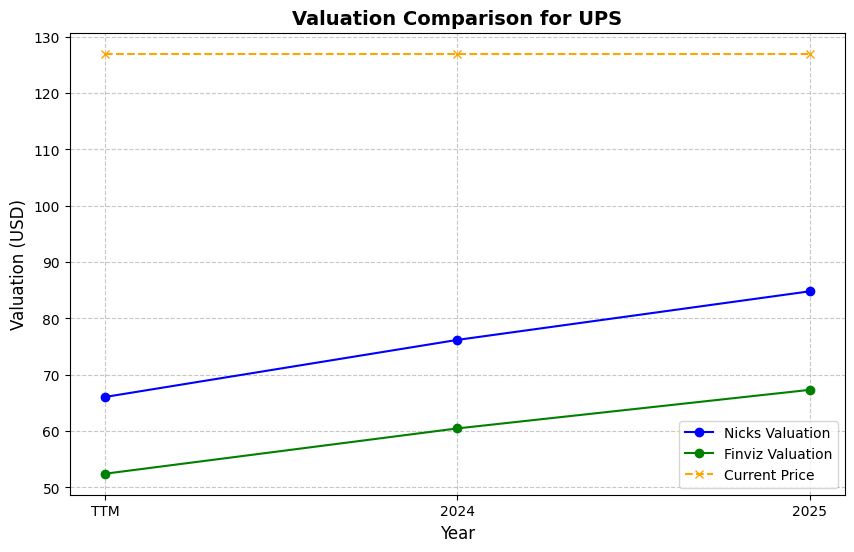 Valuation Comparison for UPS
Valuation (USD)
130
120
110
100
90
80
70
60
50
TTM
2024
2025
Year
Nicks Valuation
Finviz Valuation
Current Price